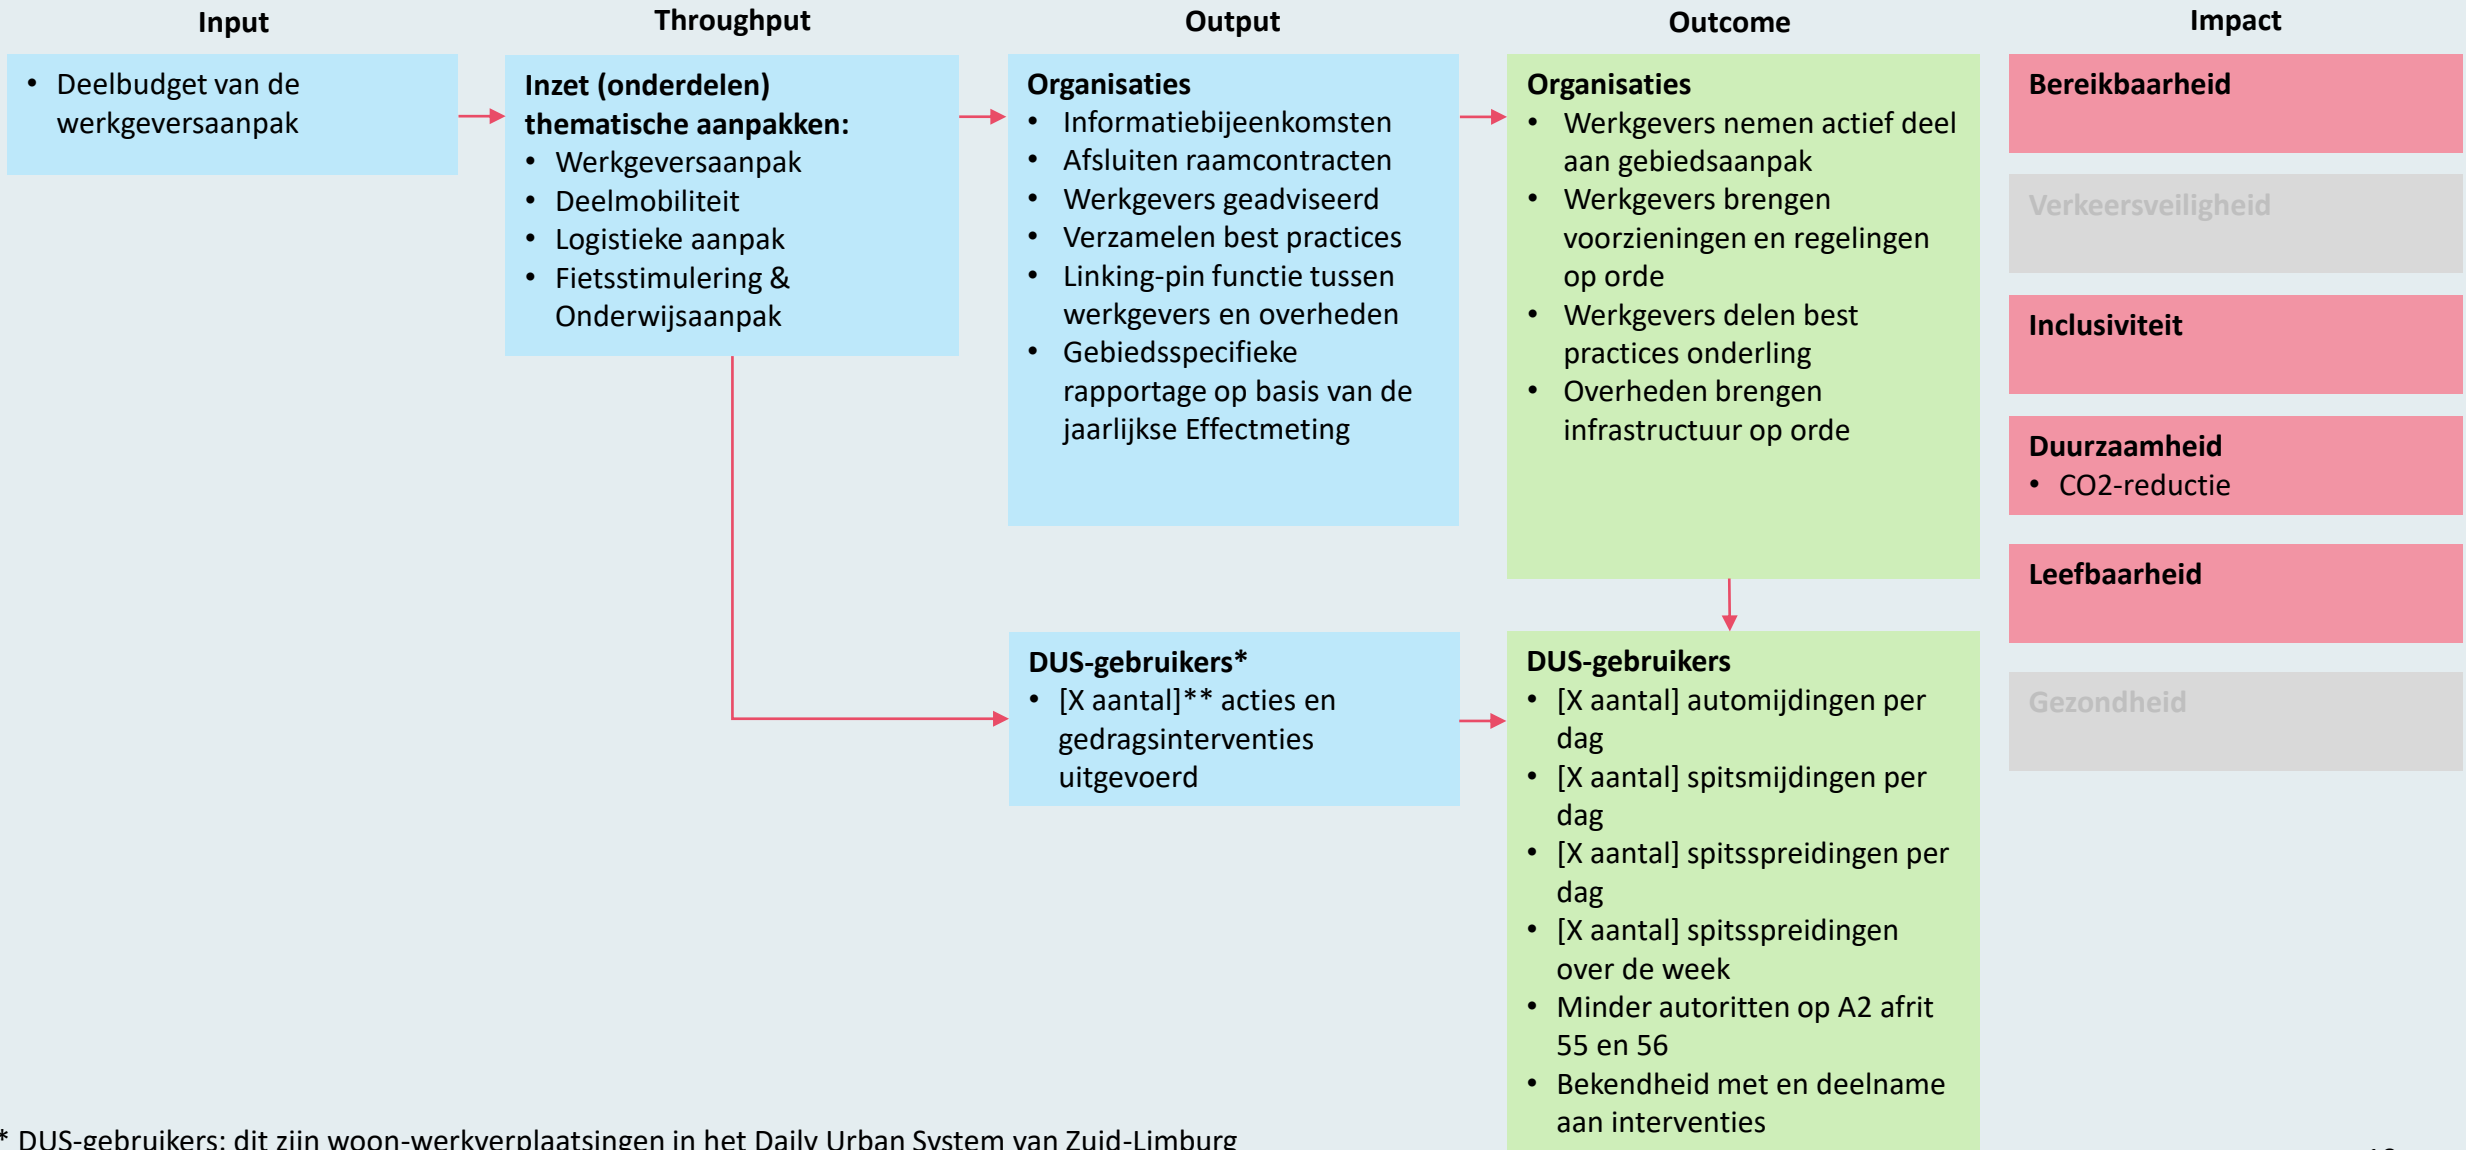 Input
Throughput
Output
Outcome
Impact
• Deelbudget van de
werkgeversaanpak
Inzet (onderdelen)
thematische aanpakken:
• Werkgeversaanpak
• Deelmobiliteit
• Logistieke aanpak
• Fietsstimulering &
Onderwijsaanpak
Organisaties
• Informatiebijeenkomsten
• Afsluiten raamcontracten
• Werkgevers geadviseerd
• Verzamelen best practices
• Linking-pin functie tussen
werkgevers en overheden
• Gebiedsspecifieke
rapportage op basis van de
jaarlijkse Effectmeting
Organisaties
• Werkgevers nemen actief deel
aan gebiedsaanpak
• Werkgevers brengen
voorzieningen en regelingen
op orde
• Werkgevers delen best
practices onderling
• Overheden brengen
infrastructuur op orde
Bereikbaarheid
Verkeersveiligheid
Inclusiviteit
Duurzaamheid
• CO2-reductie
Leefbaarheid
Gezondheid
DUS-gebruikers*
• [X aantal]** acties en
gedragsinterventies
uitgevoerd
DUS-gebruikers
• [X aantal] automijdingen per
dag
• [X aantal] spitsmijdingen per
dag
• [X aantal] spitsspreidingen per
dag
• [X aantal] spitsspreidingen
over de week
• Minder autoritten op A2 afrit
55 en 56
• Bekendheid met en deelname
aan interventies
* DUS-gebruikers: dit zijn woon-werkverplaatsingen in het Daily Urban System van Zuid-Limburg